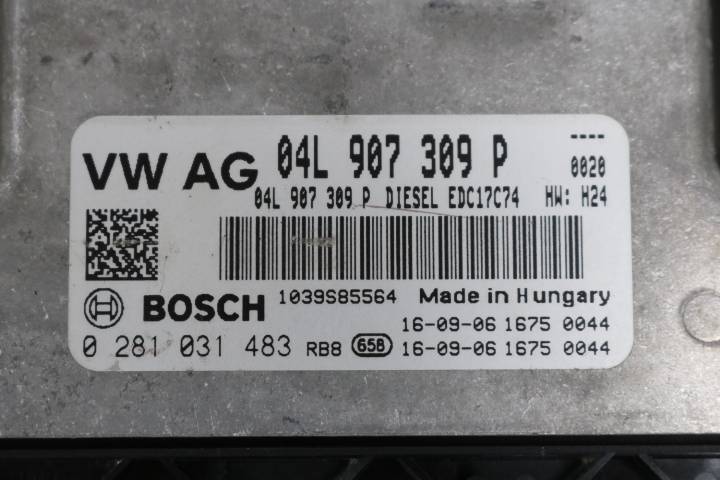 VW AG 04L 907 309 P ----
0020
04L 907 309 P DIESEL EDC17C74 HW: H24
BOSCH 1039S85564 Made in Hungary
16-09-06 1675 0044
0 281 031 483 RB8 65B 16-09-06 1675 0044